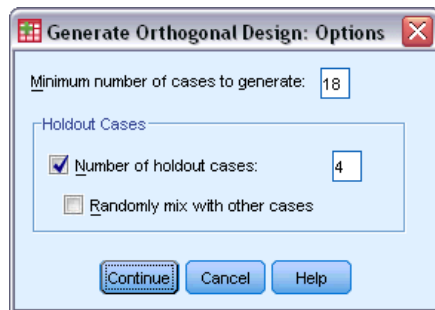 Generate Orthogonal Design: Options
Minimum number of cases to generate: 18
Holdout Cases
Number of holdout cases: 4
Randomly mix with other cases
Continue Cancel Help